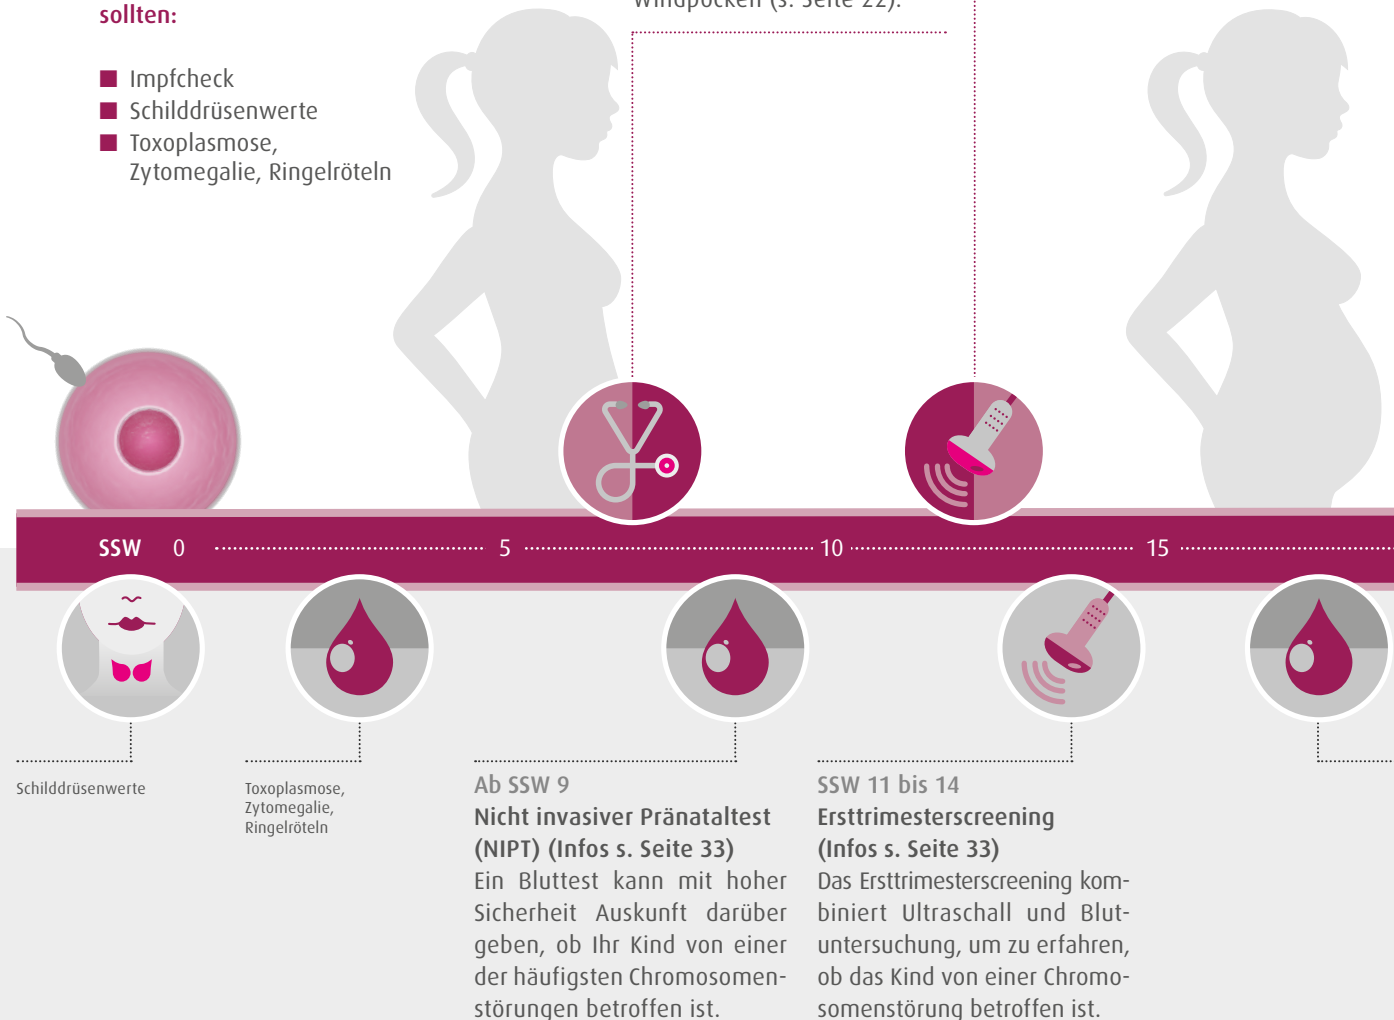 sollten:
Impfcheck
Schilddrüsenwerte
Toxoplasmose,
Zytomegalie, Ringelröteln
Windpocken (s. Seite 22).
SSW 0 5 10 15
Schilddrüsenwerte
Toxoplasmose,
Zytomegalie,
Ringelröteln
Ab SSW 9
Nicht invasiver Pränataltest
(NIPT) (Infos s. Seite 33)
Ein Bluttest kann mit hoher
Sicherheit Auskunft darüber
geben, ob Ihr Kind von einer
der häufigsten Chromosomen-
störungen betroffen ist.
SSW 11 bis 14
Ersttrimesterscreening
(Infos s. Seite 33)
Das Ersttrimesterscreening kom-
biniert Ultraschall und Blut-
untersuchung, um zu erfahren,
ob das Kind von einer Chromo-
somenstörung betroffen ist.